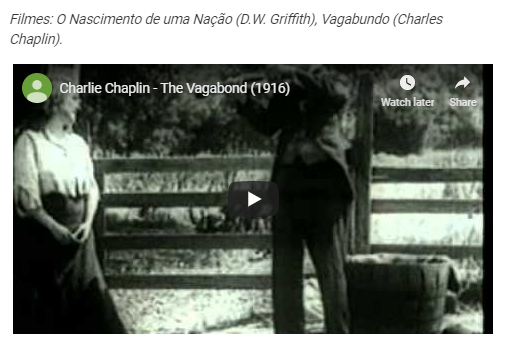 Filmes: O Nascimento de uma Nação (D.W. Griffith), Vagabundo (Charles
Chaplin).
Charlie Chaplin - The Vagabond (1916)
Watch later
Share